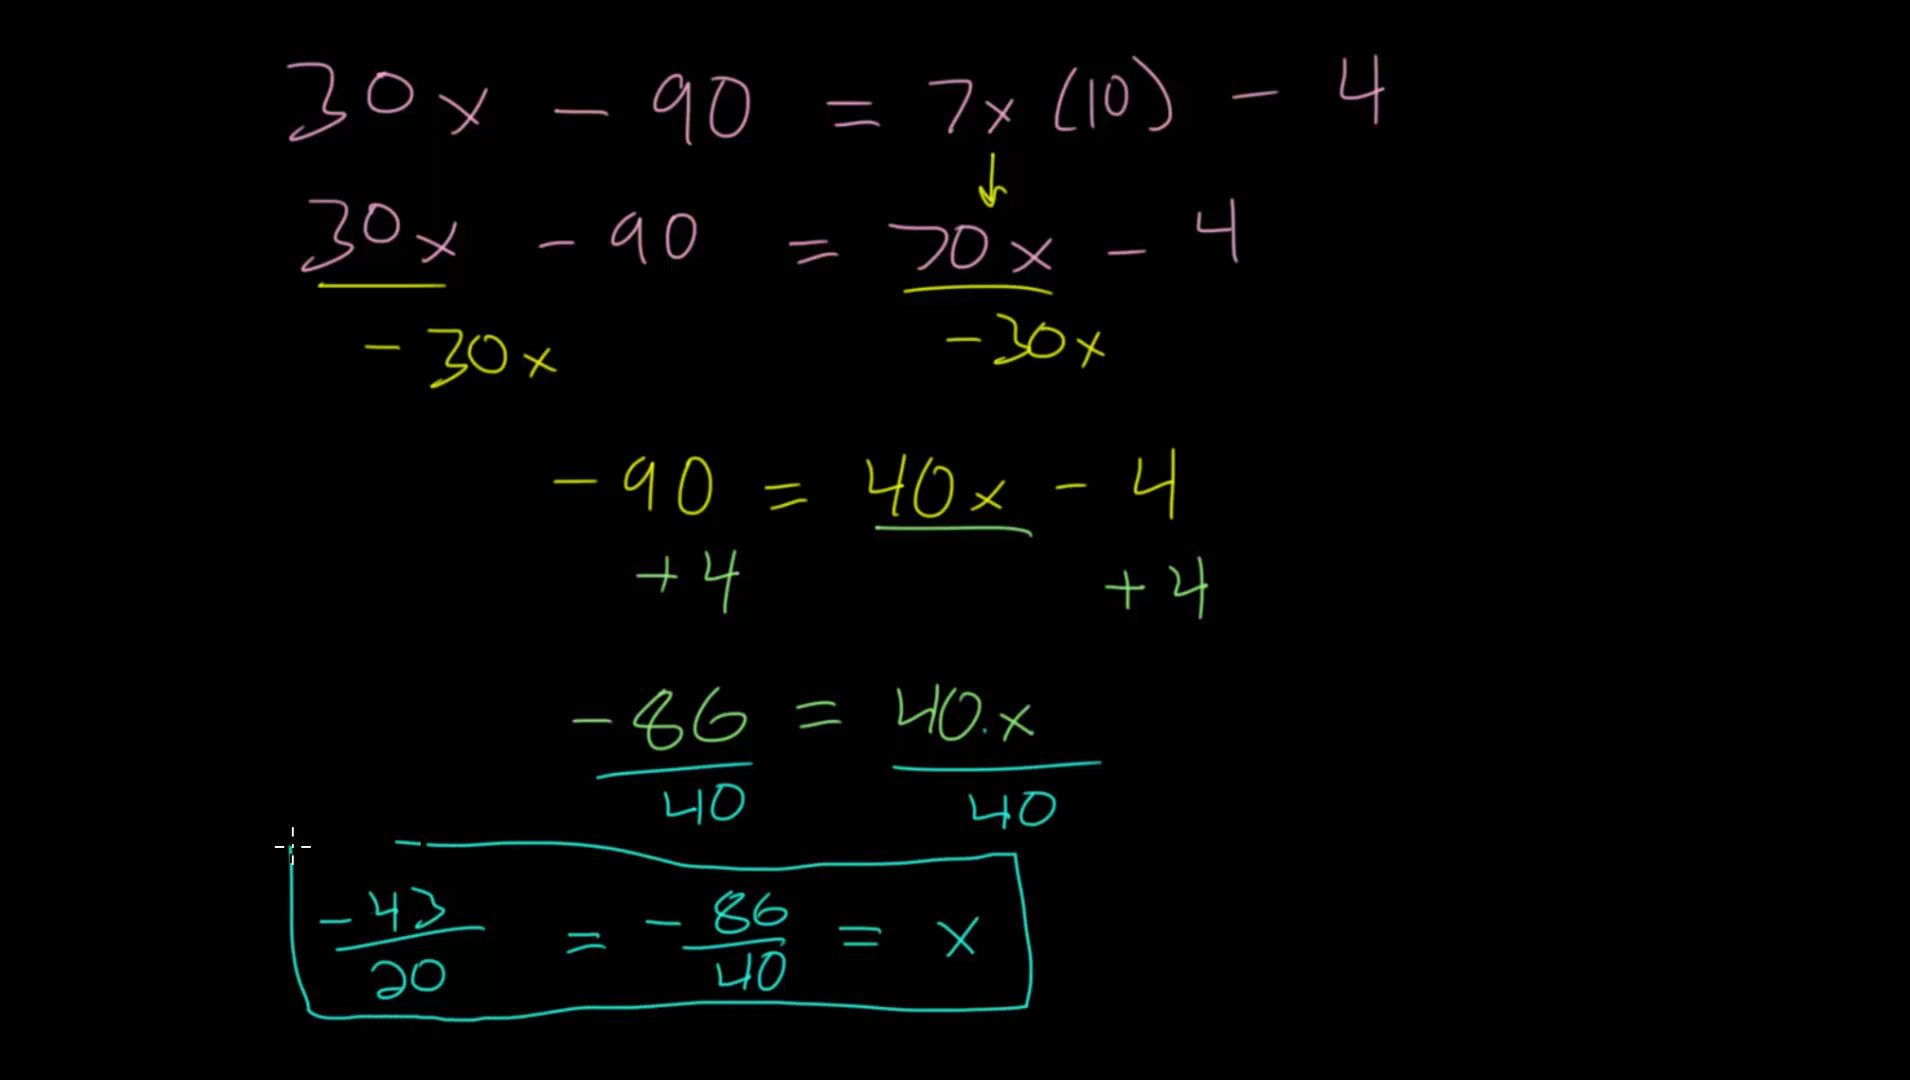 30x - 90 = 7x (10) - 4
30x - 90 = 70x - 4
-30x -30x
-90 = 40x - 4
+4 +4
-86 = 40.x
40 40
-43 = -86 = x
20 40